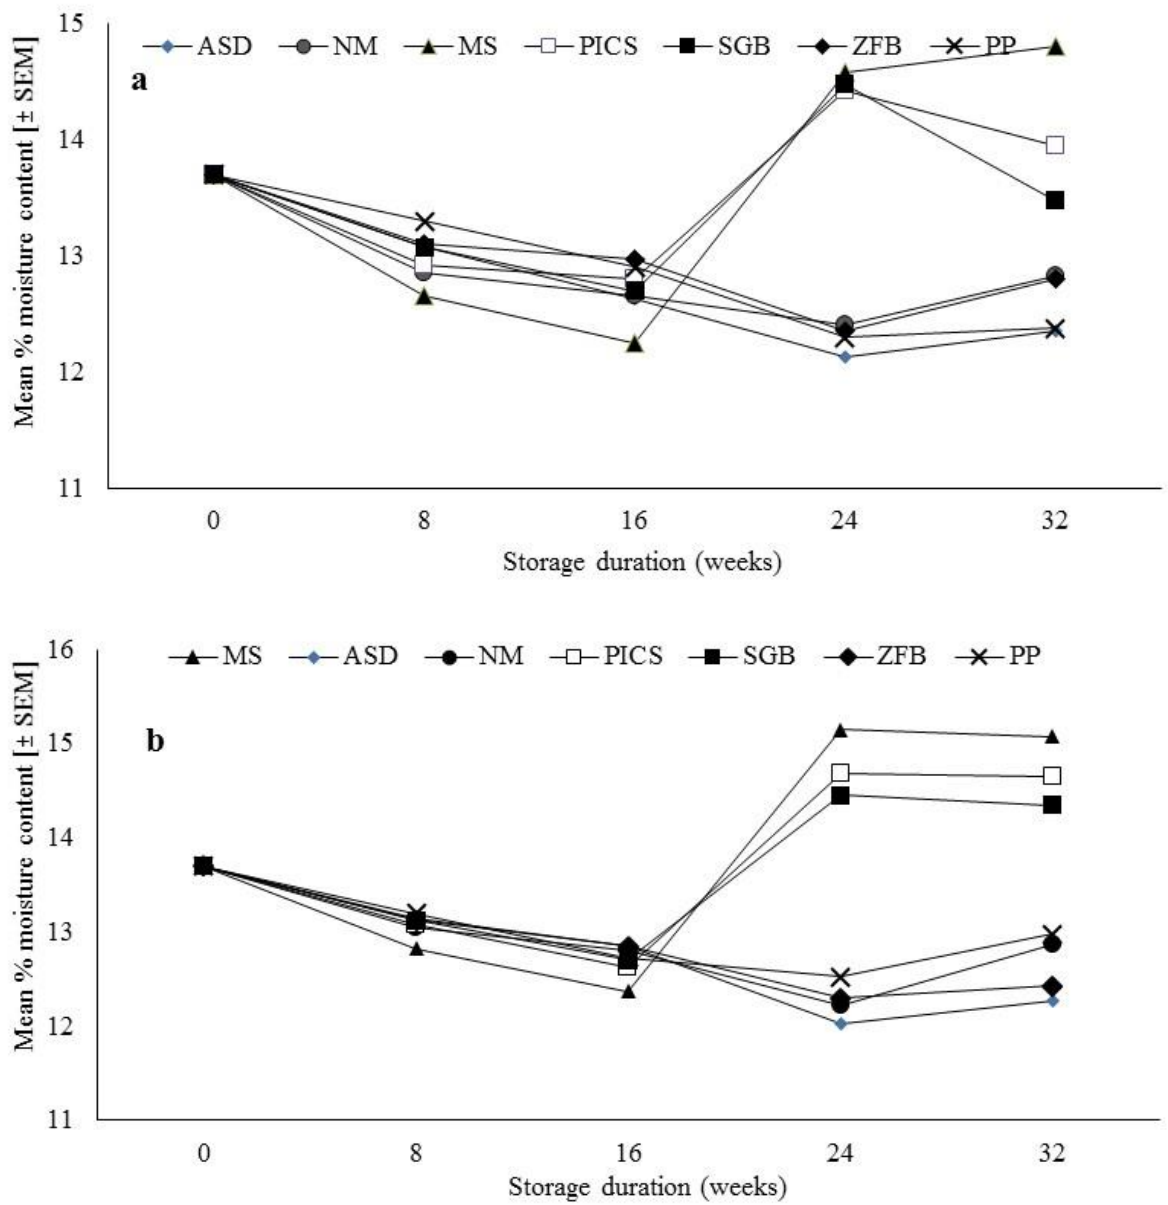 15
ASD NM MS PICS SGB ZFB PP
a
14
13
12
11
Mean % moisture content [± SEM]
0 8 16 24 32
Storage duration (weeks)
16
MS ASD NM PICS SGB ZFB PP
15
b
14
13
12
11
Mean % moisture content [± SEM]
0 8 16 24 32
Storage duration (weeks)